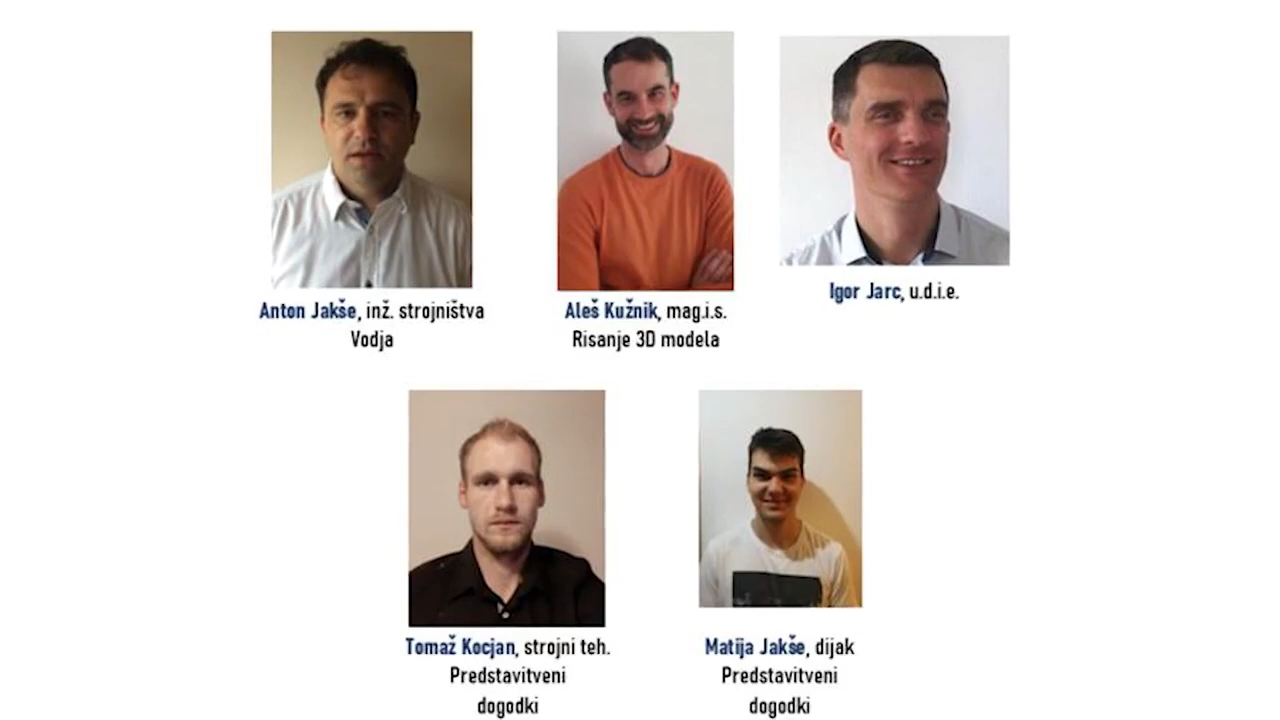 Anton Jakše, inž. strojništva
Vodja
Aleš Kužnik, mag.i.s.
Risanje 3D modela
Igor Jarc, u.d.i.e.
Tomaž Kocjan, strojni teh.
Predstavitveni
dogodki
Matija Jakše, dijak
Predstavitveni
dogodki